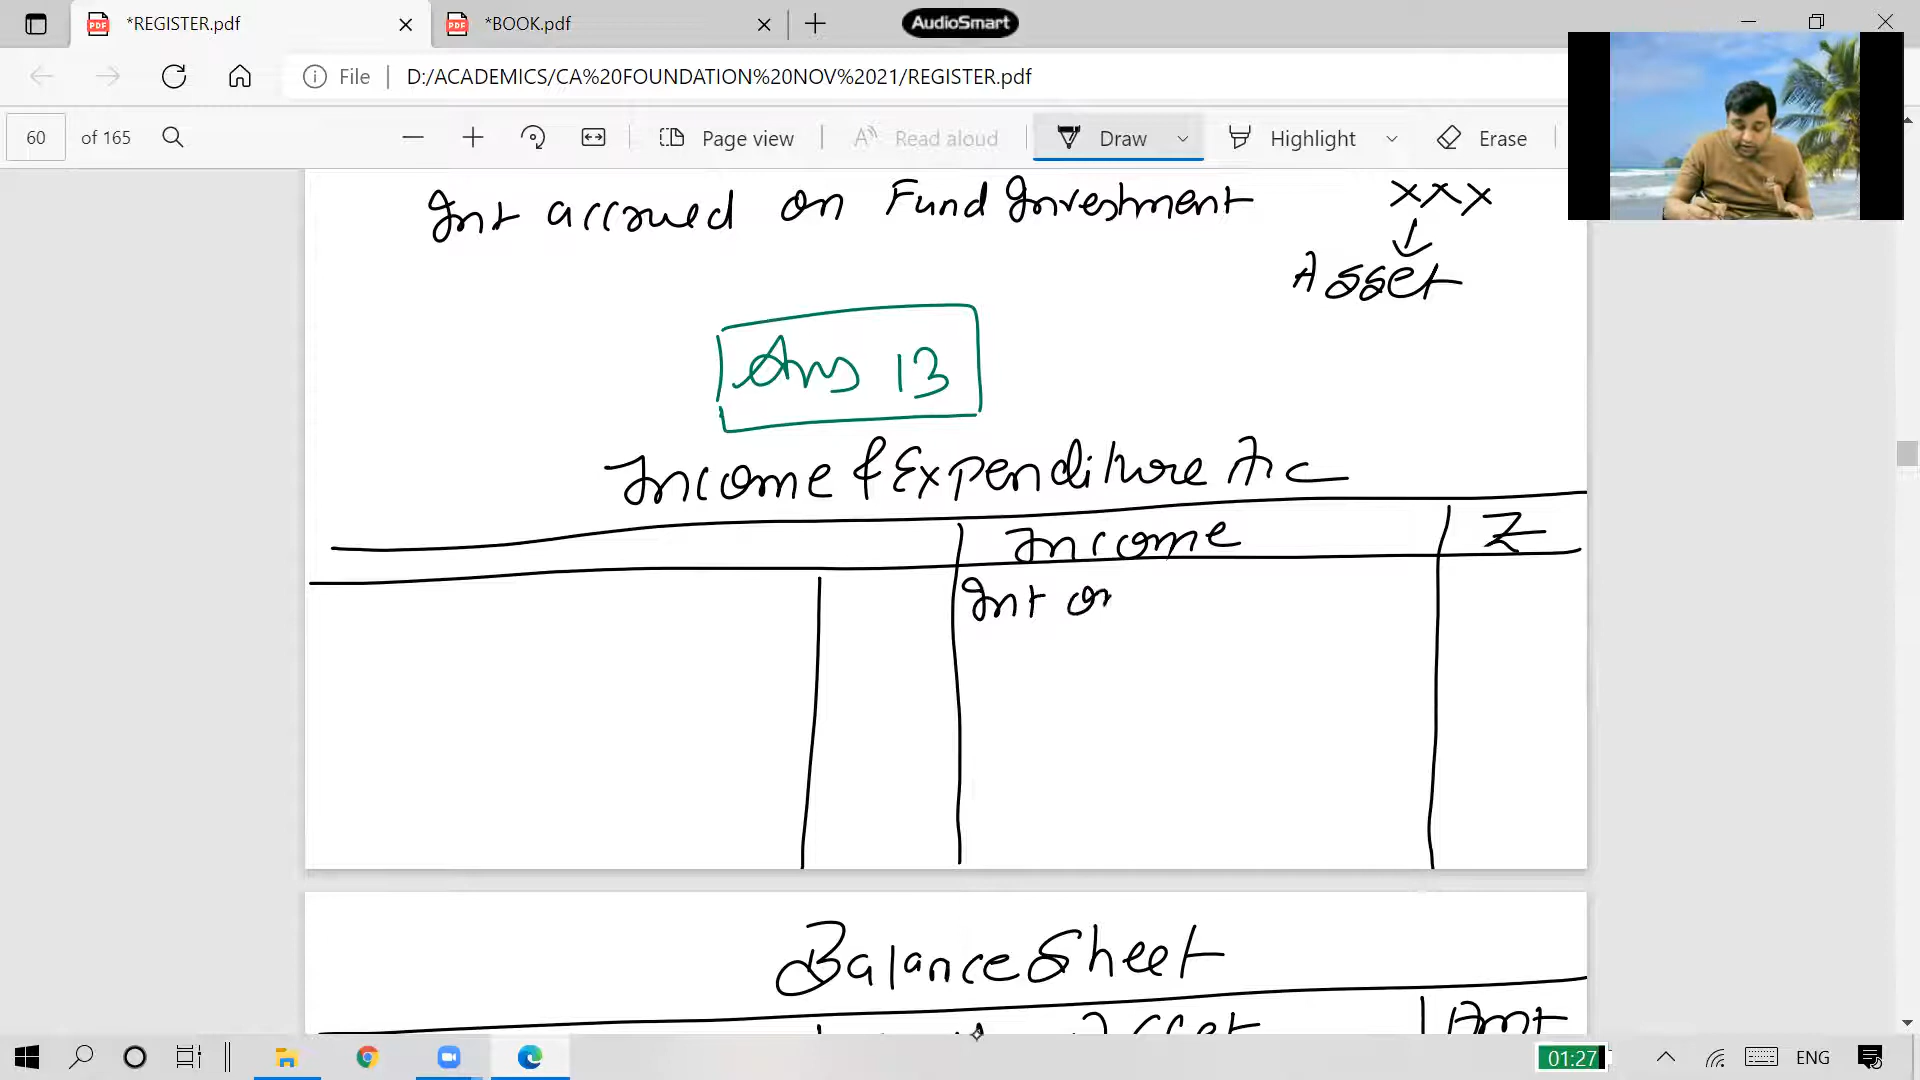 *REGISTER.pdf
*BOOK.pdf
AudioSmart
File
D:/ACADEMICS/CA%20FOUNDATION%20NOV%2021/REGISTER.pdf
60 of 165
Page view
Read aloud
Draw
Highlight
Erase
Int accrued on Fund Investment xxx
Asset
Ans 13
Income & Expenditure A/c
Income ₹
Int on
Balance Sheet
Asset Amt
01:27
ENG